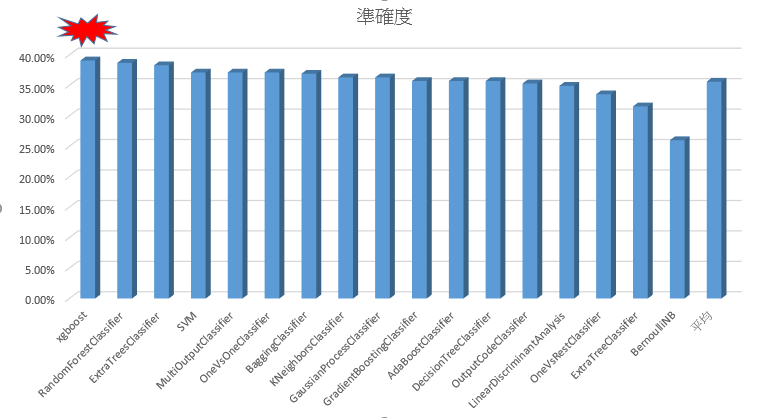 準確度
40.00%
35.00%
30.00%
25.00%
20.00%
15.00%
10.00%
5.00%
0.00%
xgboost
RandomForestClassifier
ExtraTreesClassifier
SVM
MultiOutputClassifier
OneVsOneClassifier
BaggingClassifier
KNeighborsClassifier
GaussianProcessClassifier
GradientBoostingClassifier
AdaBoostClassifier
DecisionTreeClassifier
OutputCodeClassifier
LinearDiscriminantAnalysis
OneVsRestClassifier
ExtraTreeClassifier
BernoulliNB
平均